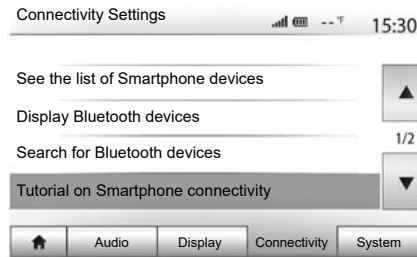 Connectivity Settings
-- °F
15:30
See the list of Smartphone devices
Display Bluetooth devices
1/2
Search for Bluetooth devices
Tutorial on Smartphone connectivity
Audio
Display
Connectivity
System